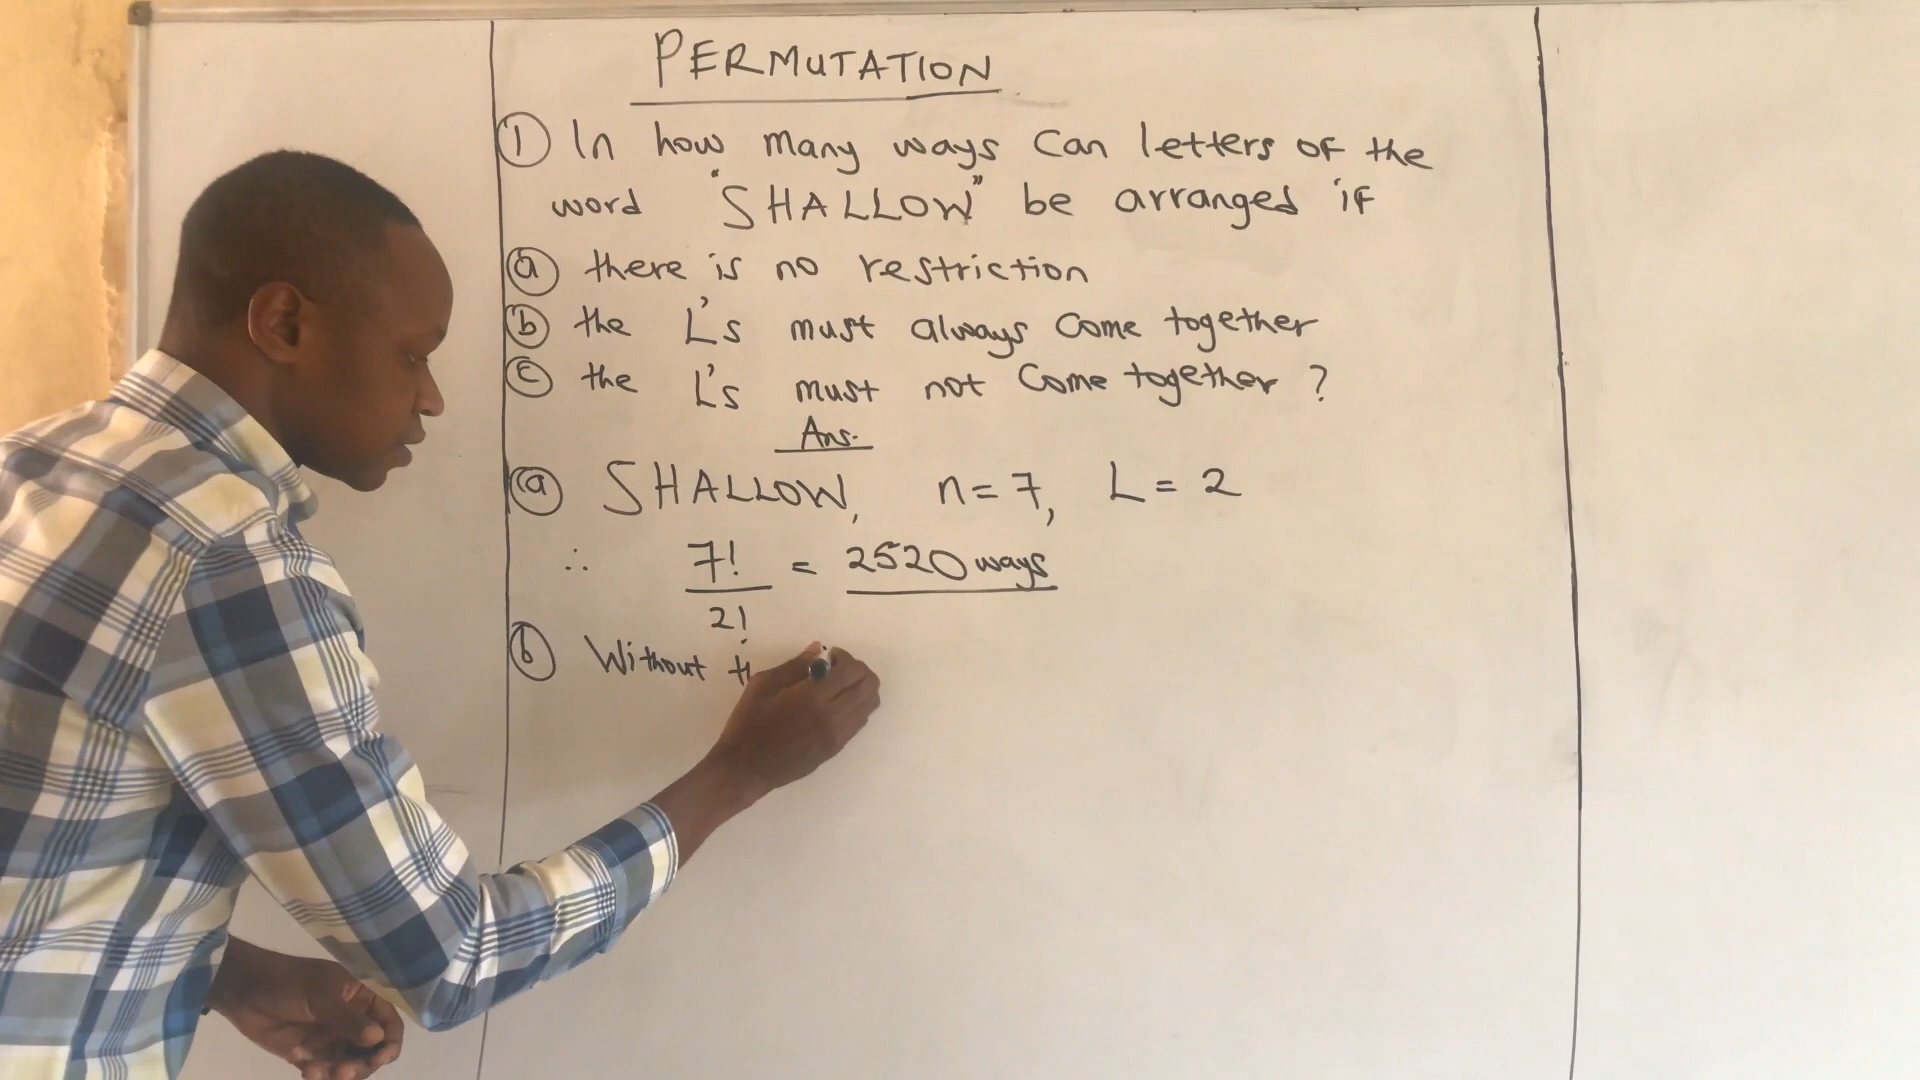 PERMUTATION
① In how many ways can letters of the
word "SHALLOW" be arranged if
ⓐ there is no restriction
ⓑ the L's must always come together
ⓒ the L's must not come together ?
Ans.
ⓐ SHALLOW, n = 7, L = 2
∴ 7! = 2520 ways
2!
ⓑ Without